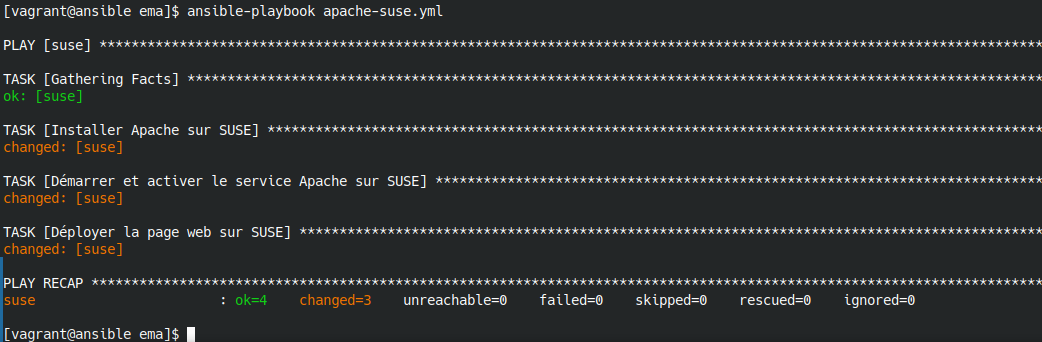 [vagrant@ansible ema]$ ansible-playbook apache-suse.yml
PLAY [suse] **********************************************************************************************************************
TASK [Gathering Facts] ***********************************************************************************************************
ok: [suse]
TASK [Installer Apache sur SUSE] *************************************************************************************************
changed: [suse]
TASK [Démarrer et activer le service Apache sur SUSE] ****************************************************************************
changed: [suse]
TASK [Déployer la page web sur SUSE] *********************************************************************************************
changed: [suse]
PLAY RECAP ***********************************************************************************************************************
suse                       : ok=4    changed=3    unreachable=0    failed=0    skipped=0    rescued=0    ignored=0
[vagrant@ansible ema]$